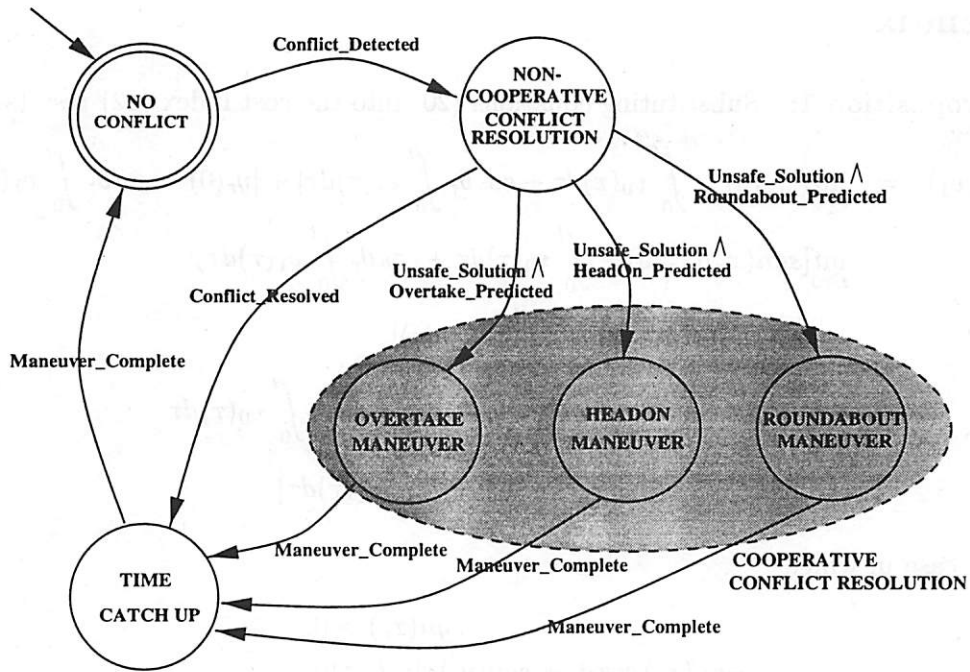 Conflict_Detected
NO
CONFLICT
NON-
COOPERATIVE
CONFLICT
RESOLUTION
Unsafe_Solution ∧
Roundabout_Predicted
Unsafe_Solution ∧
Overtake_Predicted
Unsafe_Solution ∧
HeadOn_Predicted
Conflict_Resolved
Maneuver_Complete
OVERTAKE
MANEUVER
HEADON
MANEUVER
ROUNDABOUT
MANEUVER
Maneuver_Complete
Maneuver_Complete
COOPERATIVE
CONFLICT RESOLUTION
TIME
CATCH UP
Maneuver_Complete